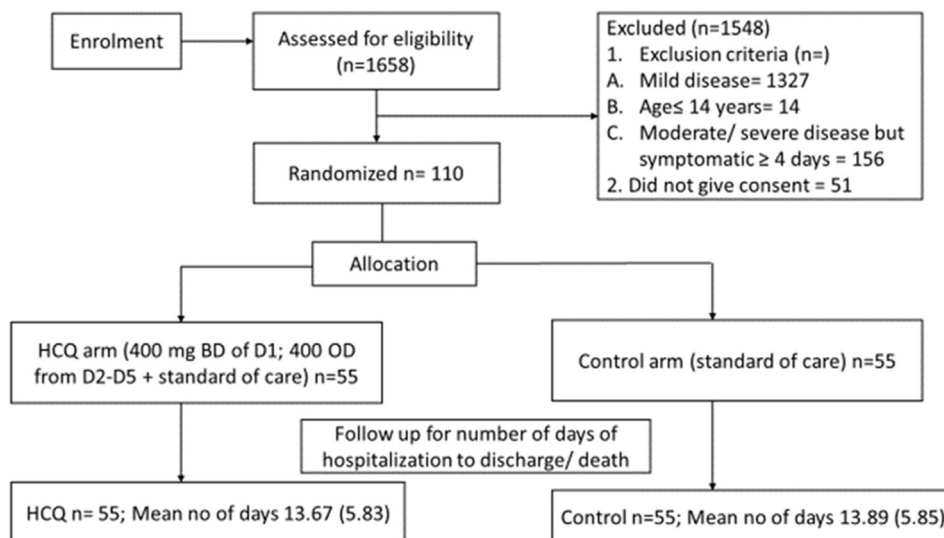 Enrolment
Assessed for eligibility
(n=1658)
Excluded (n=1548)
1. Exclusion criteria (n=)
A. Mild disease= 1327
B. Age≤ 14 years= 14
C. Moderate/ severe disease but
symptomatic ≥ 4 days = 156
2. Did not give consent = 51
Randomized n= 110
Allocation
HCQ arm (400 mg BD of D1; 400 OD
from D2-D5 + standard of care) n=55
Control arm (standard of care) n=55
Follow up for number of days of
hospitalization to discharge/ death
HCQ n= 55; Mean no of days 13.67 (5.83)
Control n=55; Mean no of days 13.89 (5.85)